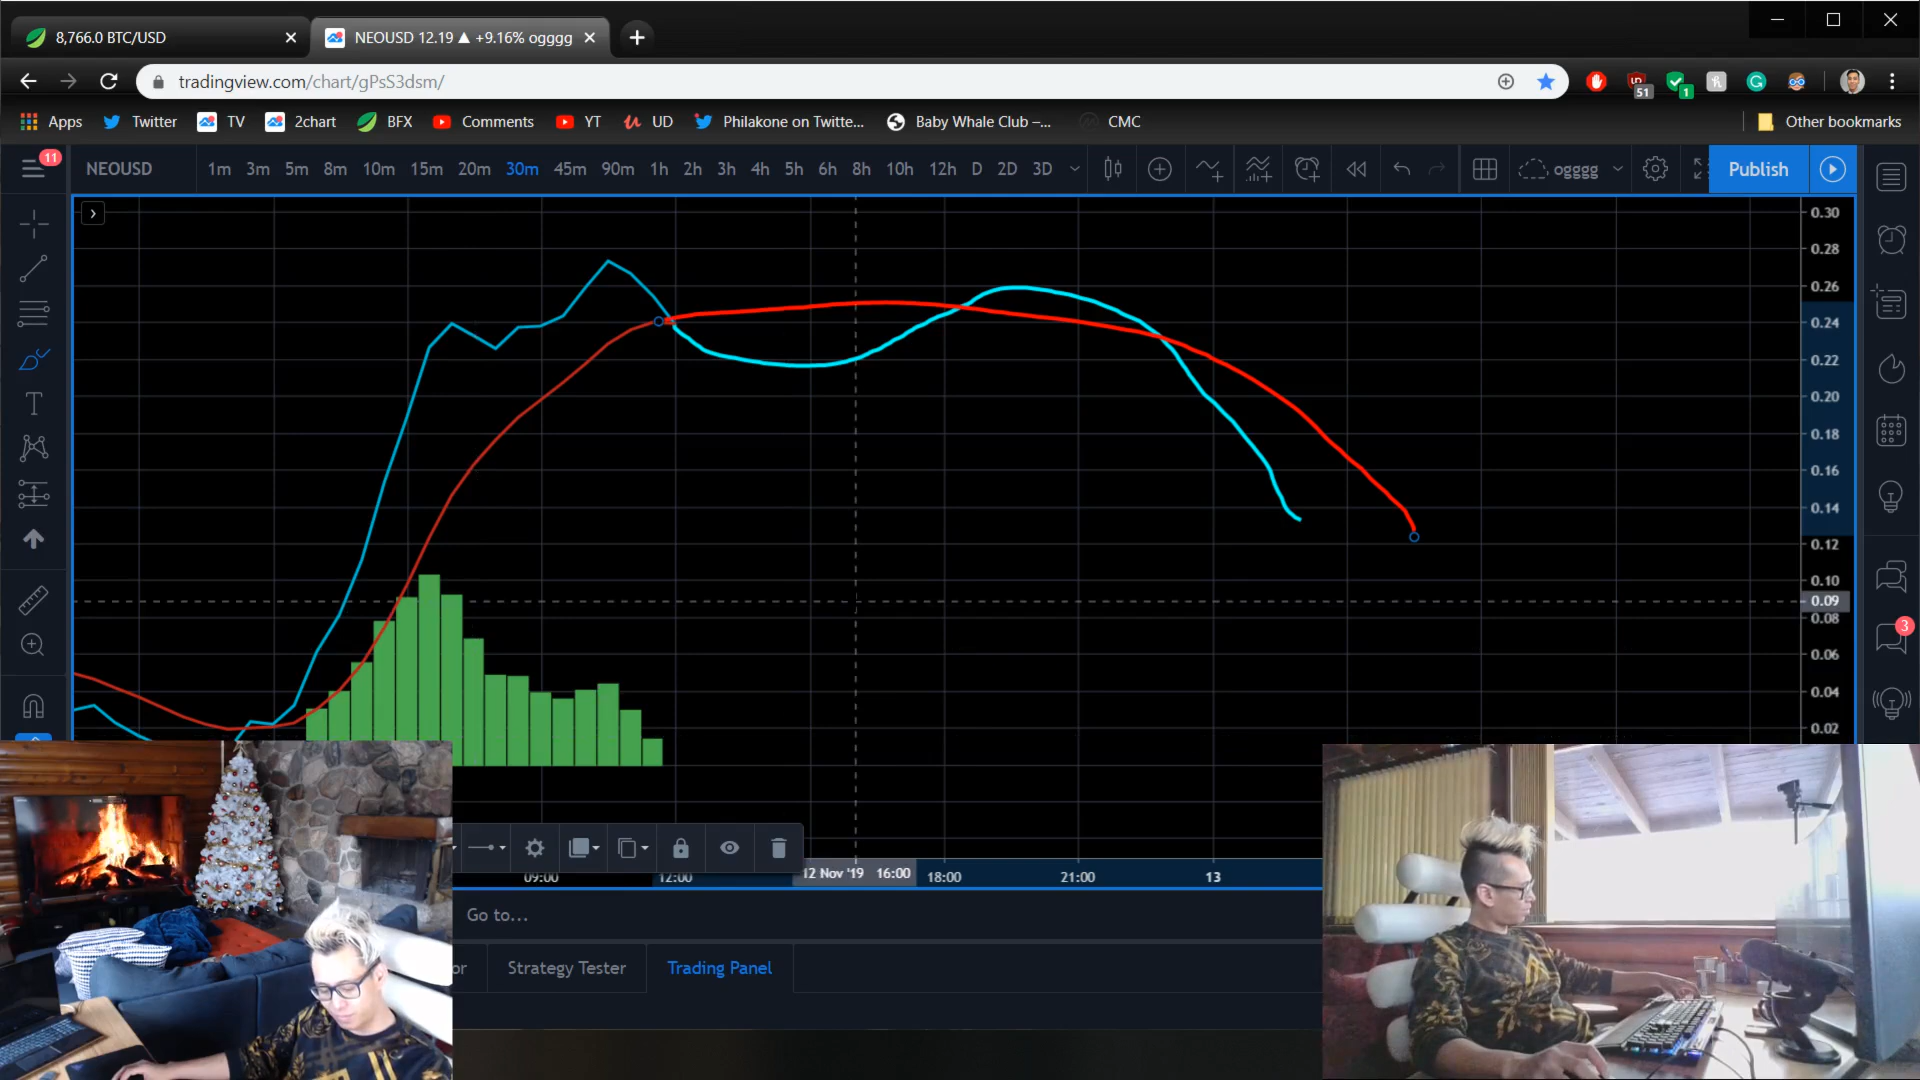 8,766.0 BTC/USD
NEOUSD 12.19 ▲ +9.16% ogggg
tradingview.com/chart/gPsS3dsm/
51
1
Apps Twitter TV 2chart BFX Comments YT UD Philakone on Twitte... Baby Whale Club –... CMC Other bookmarks
11
NEOUSD 1m 3m 5m 8m 10m 15m 20m 30m 45m 90m 1h 2h 3h 4h 5h 6h 8h 10h 12h D 2D 3D ogggg Publish
0.30
0.28
0.26
0.24
0.22
0.20
0.18
0.16
0.14
0.12
0.10
0.09
0.08
0.06
0.04
0.02
3
09:00 12:00 12 Nov '19 16:00 18:00 21:00 13
Go to...
or Strategy Tester Trading Panel